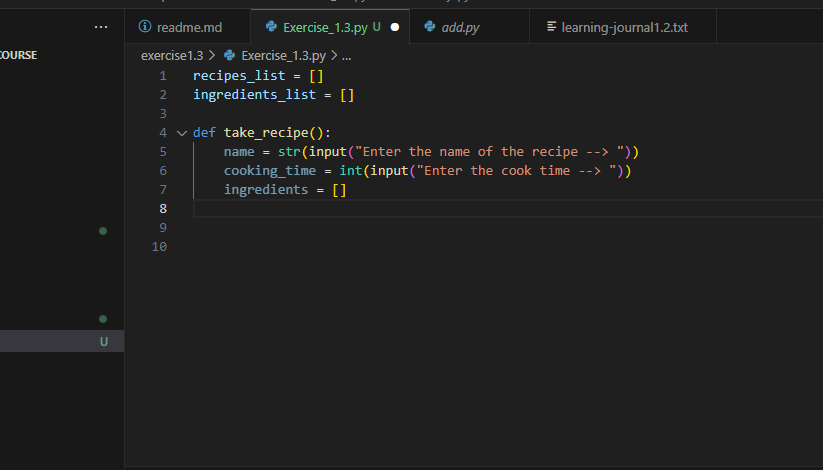 ···
readme.md
Exercise_1.3.py U
add.py
learning-journal1.2.txt
COURSE
exercise1.3 > Exercise_1.3.py > ...
1 recipes_list = []
2 ingredients_list = []
3
4 def take_recipe():
5 name = str(input("Enter the name of the recipe --> "))
6 cooking_time = int(input("Enter the cook time --> "))
7 ingredients = []
8
9
10
U